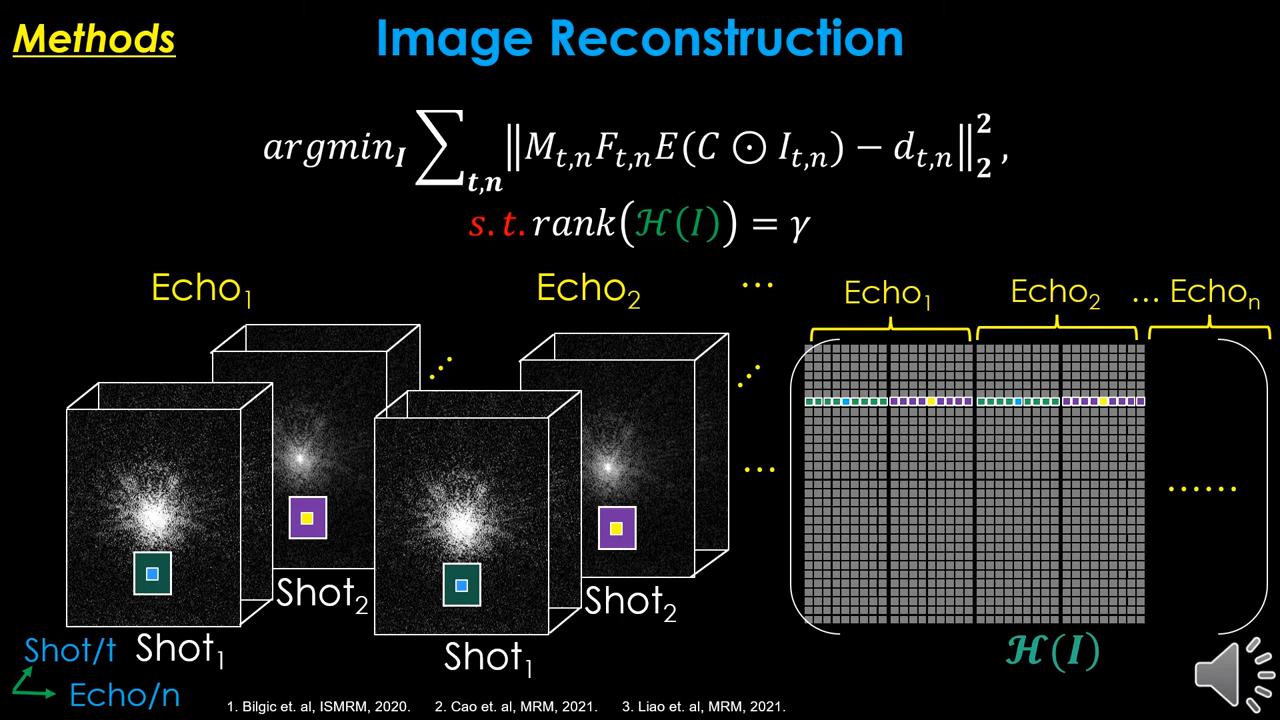 Methods
Image Reconstruction
argmin_I ∑_{t,n} ‖M_{t,n}F_{t,n}E(C ⊙ I_{t,n}) − d_{t,n}‖_2^2,
s.t. rank(ℋ(I)) = γ
Echo₁ Echo₂ ...
Echo₁ Echo₂ ... Echoₙ
...
...
...
......
Shot₂ Shot₂
Shot₁ Shot₁
ℋ(I)
Shot/t
Echo/n
1. Bilgic et. al, ISMRM, 2020. 2. Cao et. al, MRM, 2021. 3. Liao et. al, MRM, 2021.